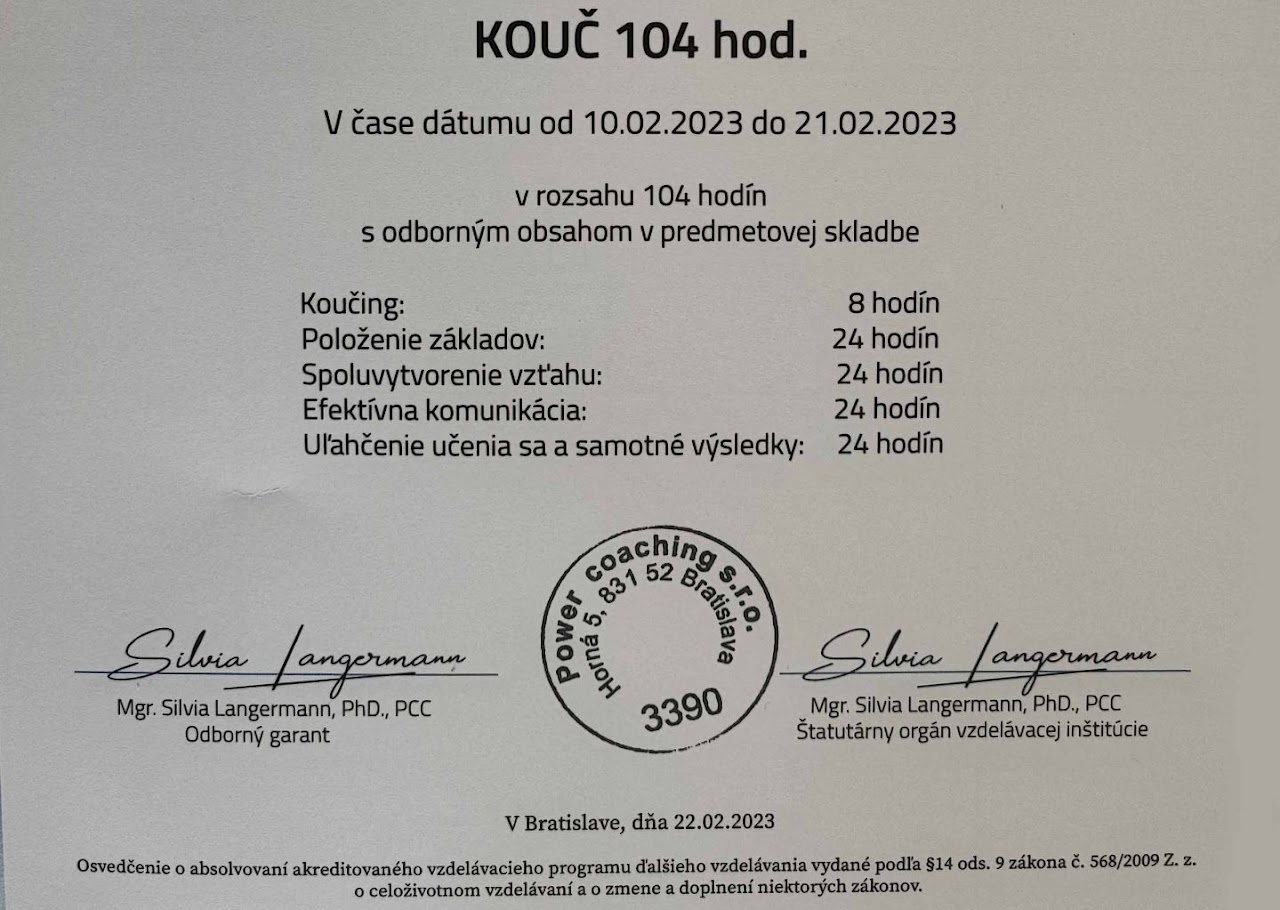 KOUČ 104 hod.
V čase dátumu od 10.02.2023 do 21.02.2023
v rozsahu 104 hodín
s odborným obsahom v predmetovej skladbe
Koučing: 8 hodín
Položenie základov: 24 hodín
Spoluvytvorenie vzťahu: 24 hodín
Efektívna komunikácia: 24 hodín
Uľahčenie učenia sa a samotné výsledky: 24 hodín
Power coaching s.r.o.
Horná 5, 831 52 Bratislava
3390
Silvia Langermann
Mgr. Silvia Langermann, PhD., PCC
Odborný garant
Silvia Langermann
Mgr. Silvia Langermann, PhD., PCC
Štatutárny orgán vzdelávacej inštitúcie
V Bratislave, dňa 22.02.2023
Osvedčenie o absolvovaní akreditovaného vzdelávacieho programu ďalšieho vzdelávania vydané podľa §14 ods. 9 zákona č. 568/2009 Z. z.
o celoživotnom vzdelávaní a o zmene a doplnení niektorých zákonov.